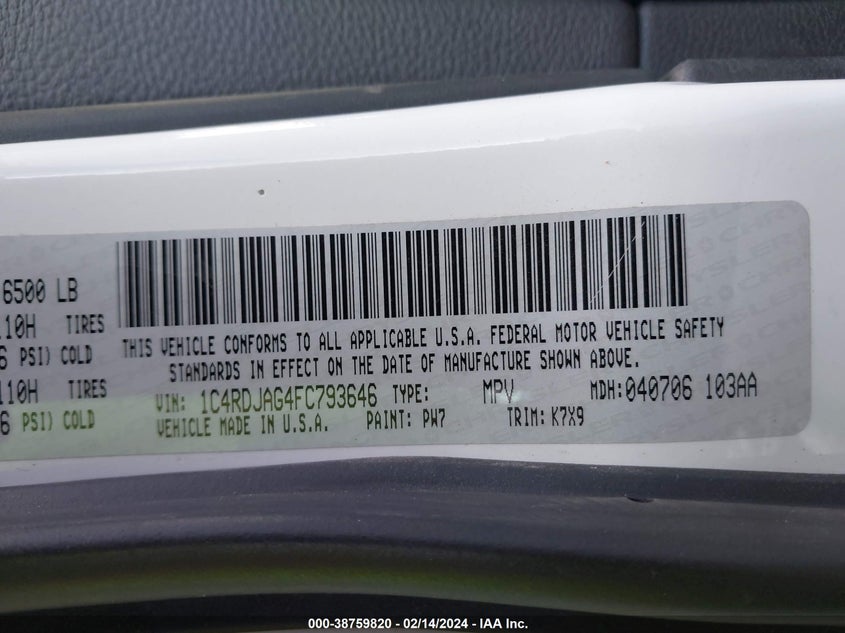 6500 LB
110H TIRES
PSI) COLD
110H TIRES
PSI) COLD
THIS VEHICLE CONFORMS TO ALL APPLICABLE U.S.A. FEDERAL MOTOR VEHICLE SAFETY
STANDARDS IN EFFECT ON THE DATE OF MANUFACTURE SHOWN ABOVE.
VIN: 1C4RDJAG4FC793646 TYPE: MPV MDH:040706 103AA
VEHICLE MADE IN U.S.A. PAINT: PW7 TRIM: K7X9
000-38759820 - 02/14/2024 - IAA Inc.